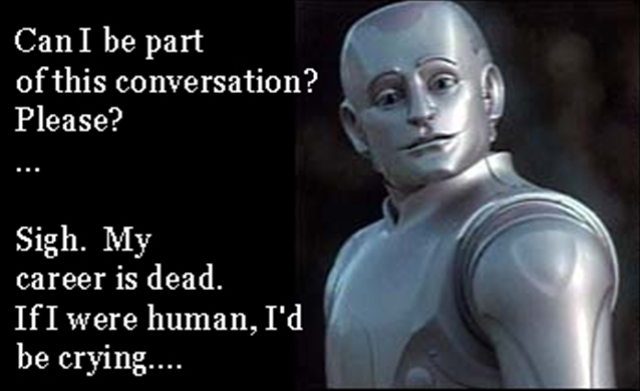 Can I be part
of this conversation?
Please?
...
Sigh.  My
career is dead.
If I were human, I'd
be crying....